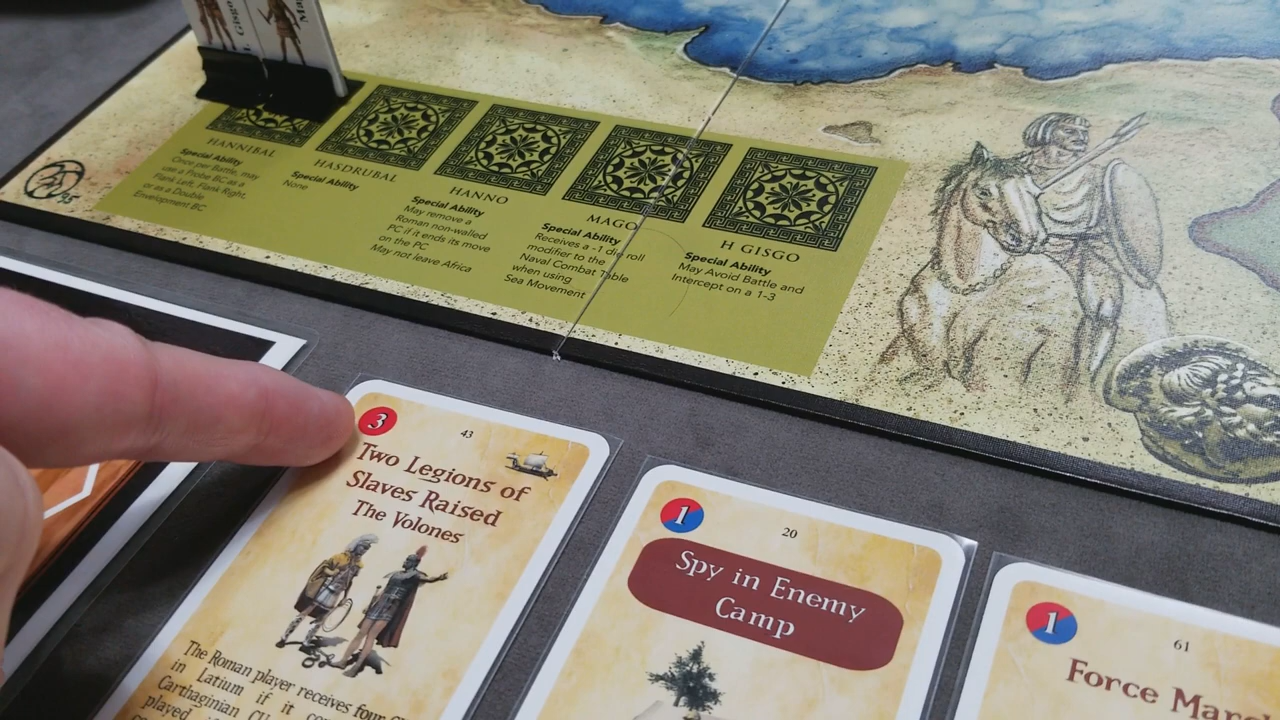 HANNIBAL
Special Ability
Once per Battle, may
use a Probe BC as a
Flank Left, Flank Right,
or as a Double
Envelopment BC
HASDRUBAL
Special Ability
None
HANNO
Special Ability
May remove a
Roman non-walled
PC if it ends its move
on the PC
May not leave Africa
MAGO
Special Ability
Receives a -1 die roll
modifier to the
Naval Combat Table
when using
Sea Movement
H GISGO
Special Ability
May Avoid Battle and
Intercept on a 1-3
3
43
Two Legions of
Slaves Raised
The Volones
The Roman player receives four
in Latium if it
Carthaginian
played
1
20
Spy in Enemy
Camp
1
61
Force